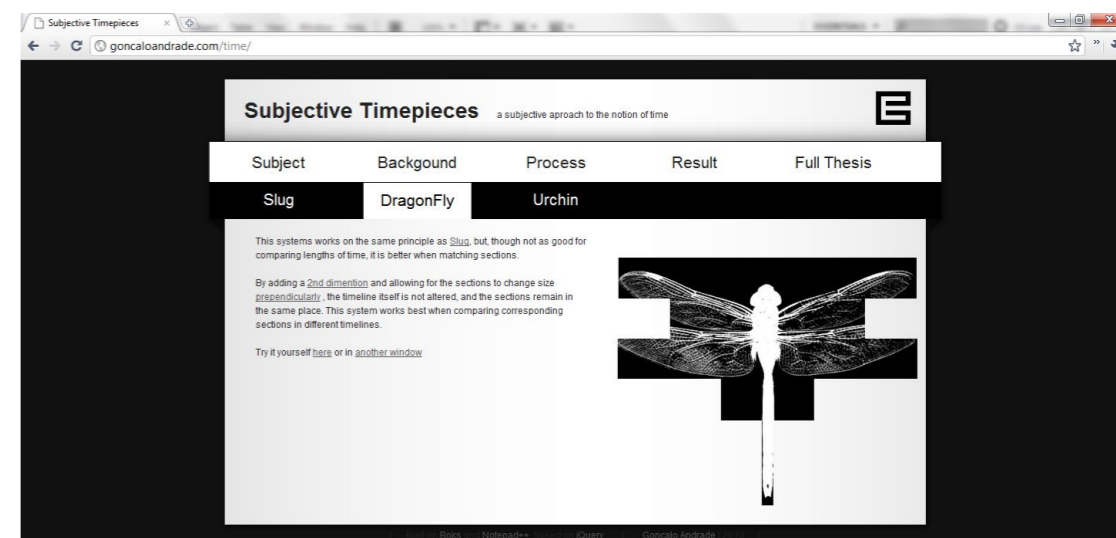 Subjective Timepieces
goncaloandrade.com/time/
Subjective Timepieces a subjective aproach to the notion of time
Subject Backgound Process Result Full Thesis
Slug DragonFly Urchin
This systems works on the same principle as Slug, but, though not as good for
comparing lengths of time, it is better when matching sections.
By adding a 2nd dimention and allowing for the sections to change size
prependicularly , the timeline itself is not altered, and the sections remain in
the same place. This system works best when comparing corresponding
sections in different timelines.
Try it yourself here or in another window
Boks Notepad++ jQuery Goncalo Andrade